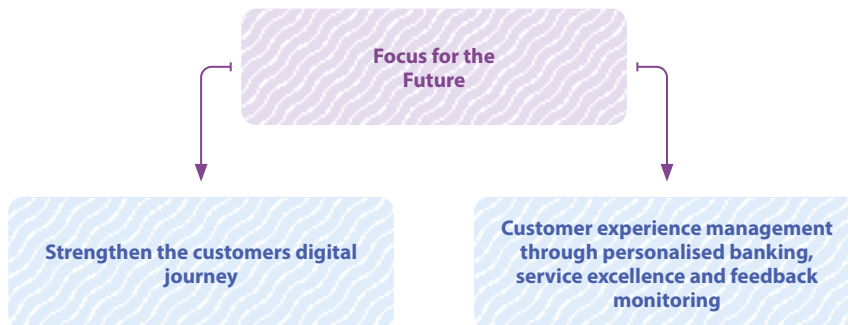 Focus for the
Future
Strengthen the customers digital
journey
Customer experience management
through personalised banking,
service excellence and feedback
monitoring